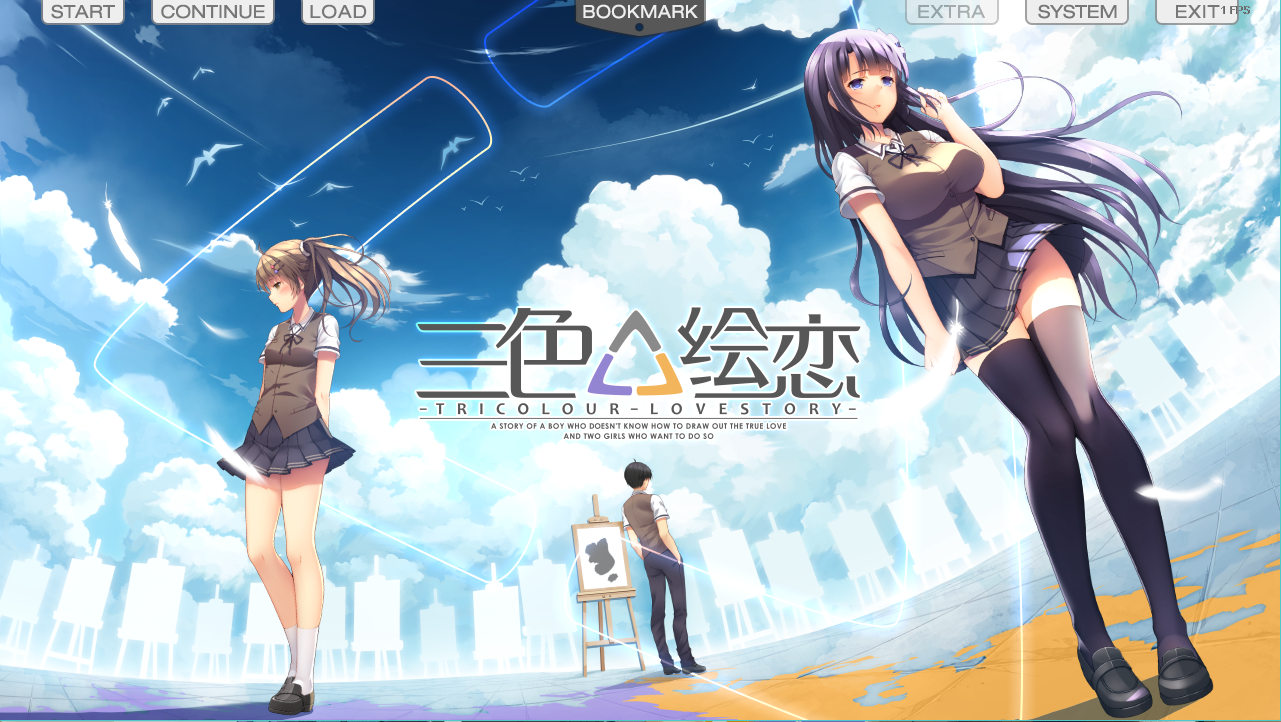 START CONTINUE LOAD BOOKMARK EXTRA SYSTEM EXIT 1 FPS
三色绘恋
-TRICOLOUR-LOVESTORY-
A STORY OF A BOY WHO DOESN'T KNOW HOW TO DRAW OUT THE TRUE LOVE
AND TWO GIRLS WHO WANT TO DO SO